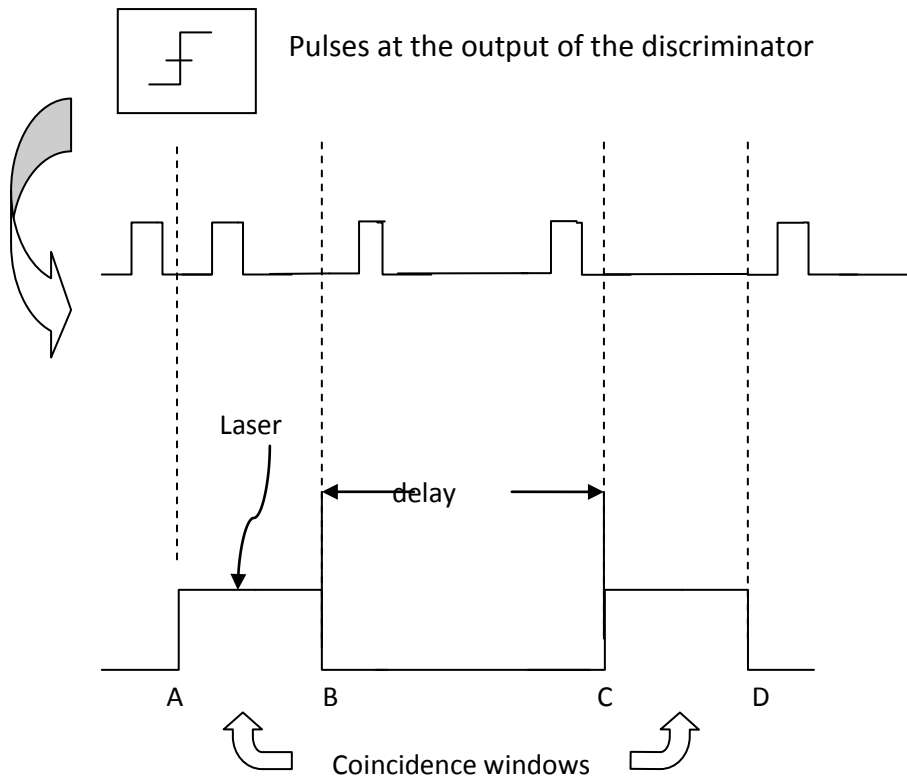 Pulses at the output of the discriminator
Laser
delay
A B C D
Coincidence windows